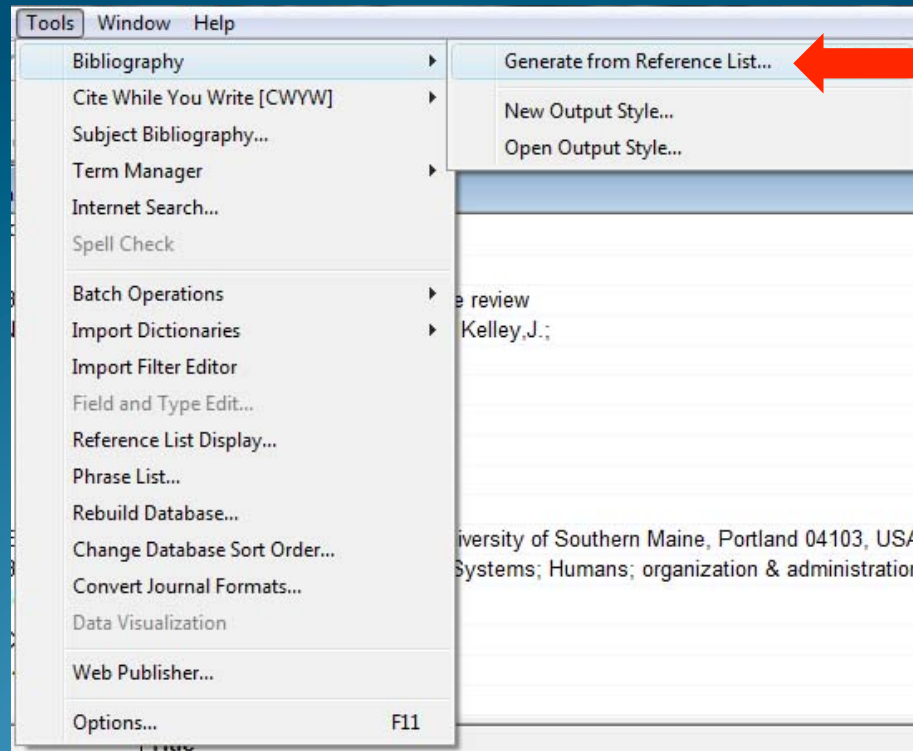 Tools Window Help
Bibliography
Generate from Reference List...
Cite While You Write [CWYW]
New Output Style...
Subject Bibliography...
Open Output Style...
Term Manager
Internet Search...
Spell Check
Batch Operations
review
Import Dictionaries
Kelley,J.;
Import Filter Editor
Field and Type Edit...
Reference List Display...
Phrase List...
Rebuild Database...
of Southern Maine, Portland 04103, USA
Change Database Sort Order...
Systems; Humans; organization & administration
Convert Journal Formats...
Data Visualization
Web Publisher...
Options... F11